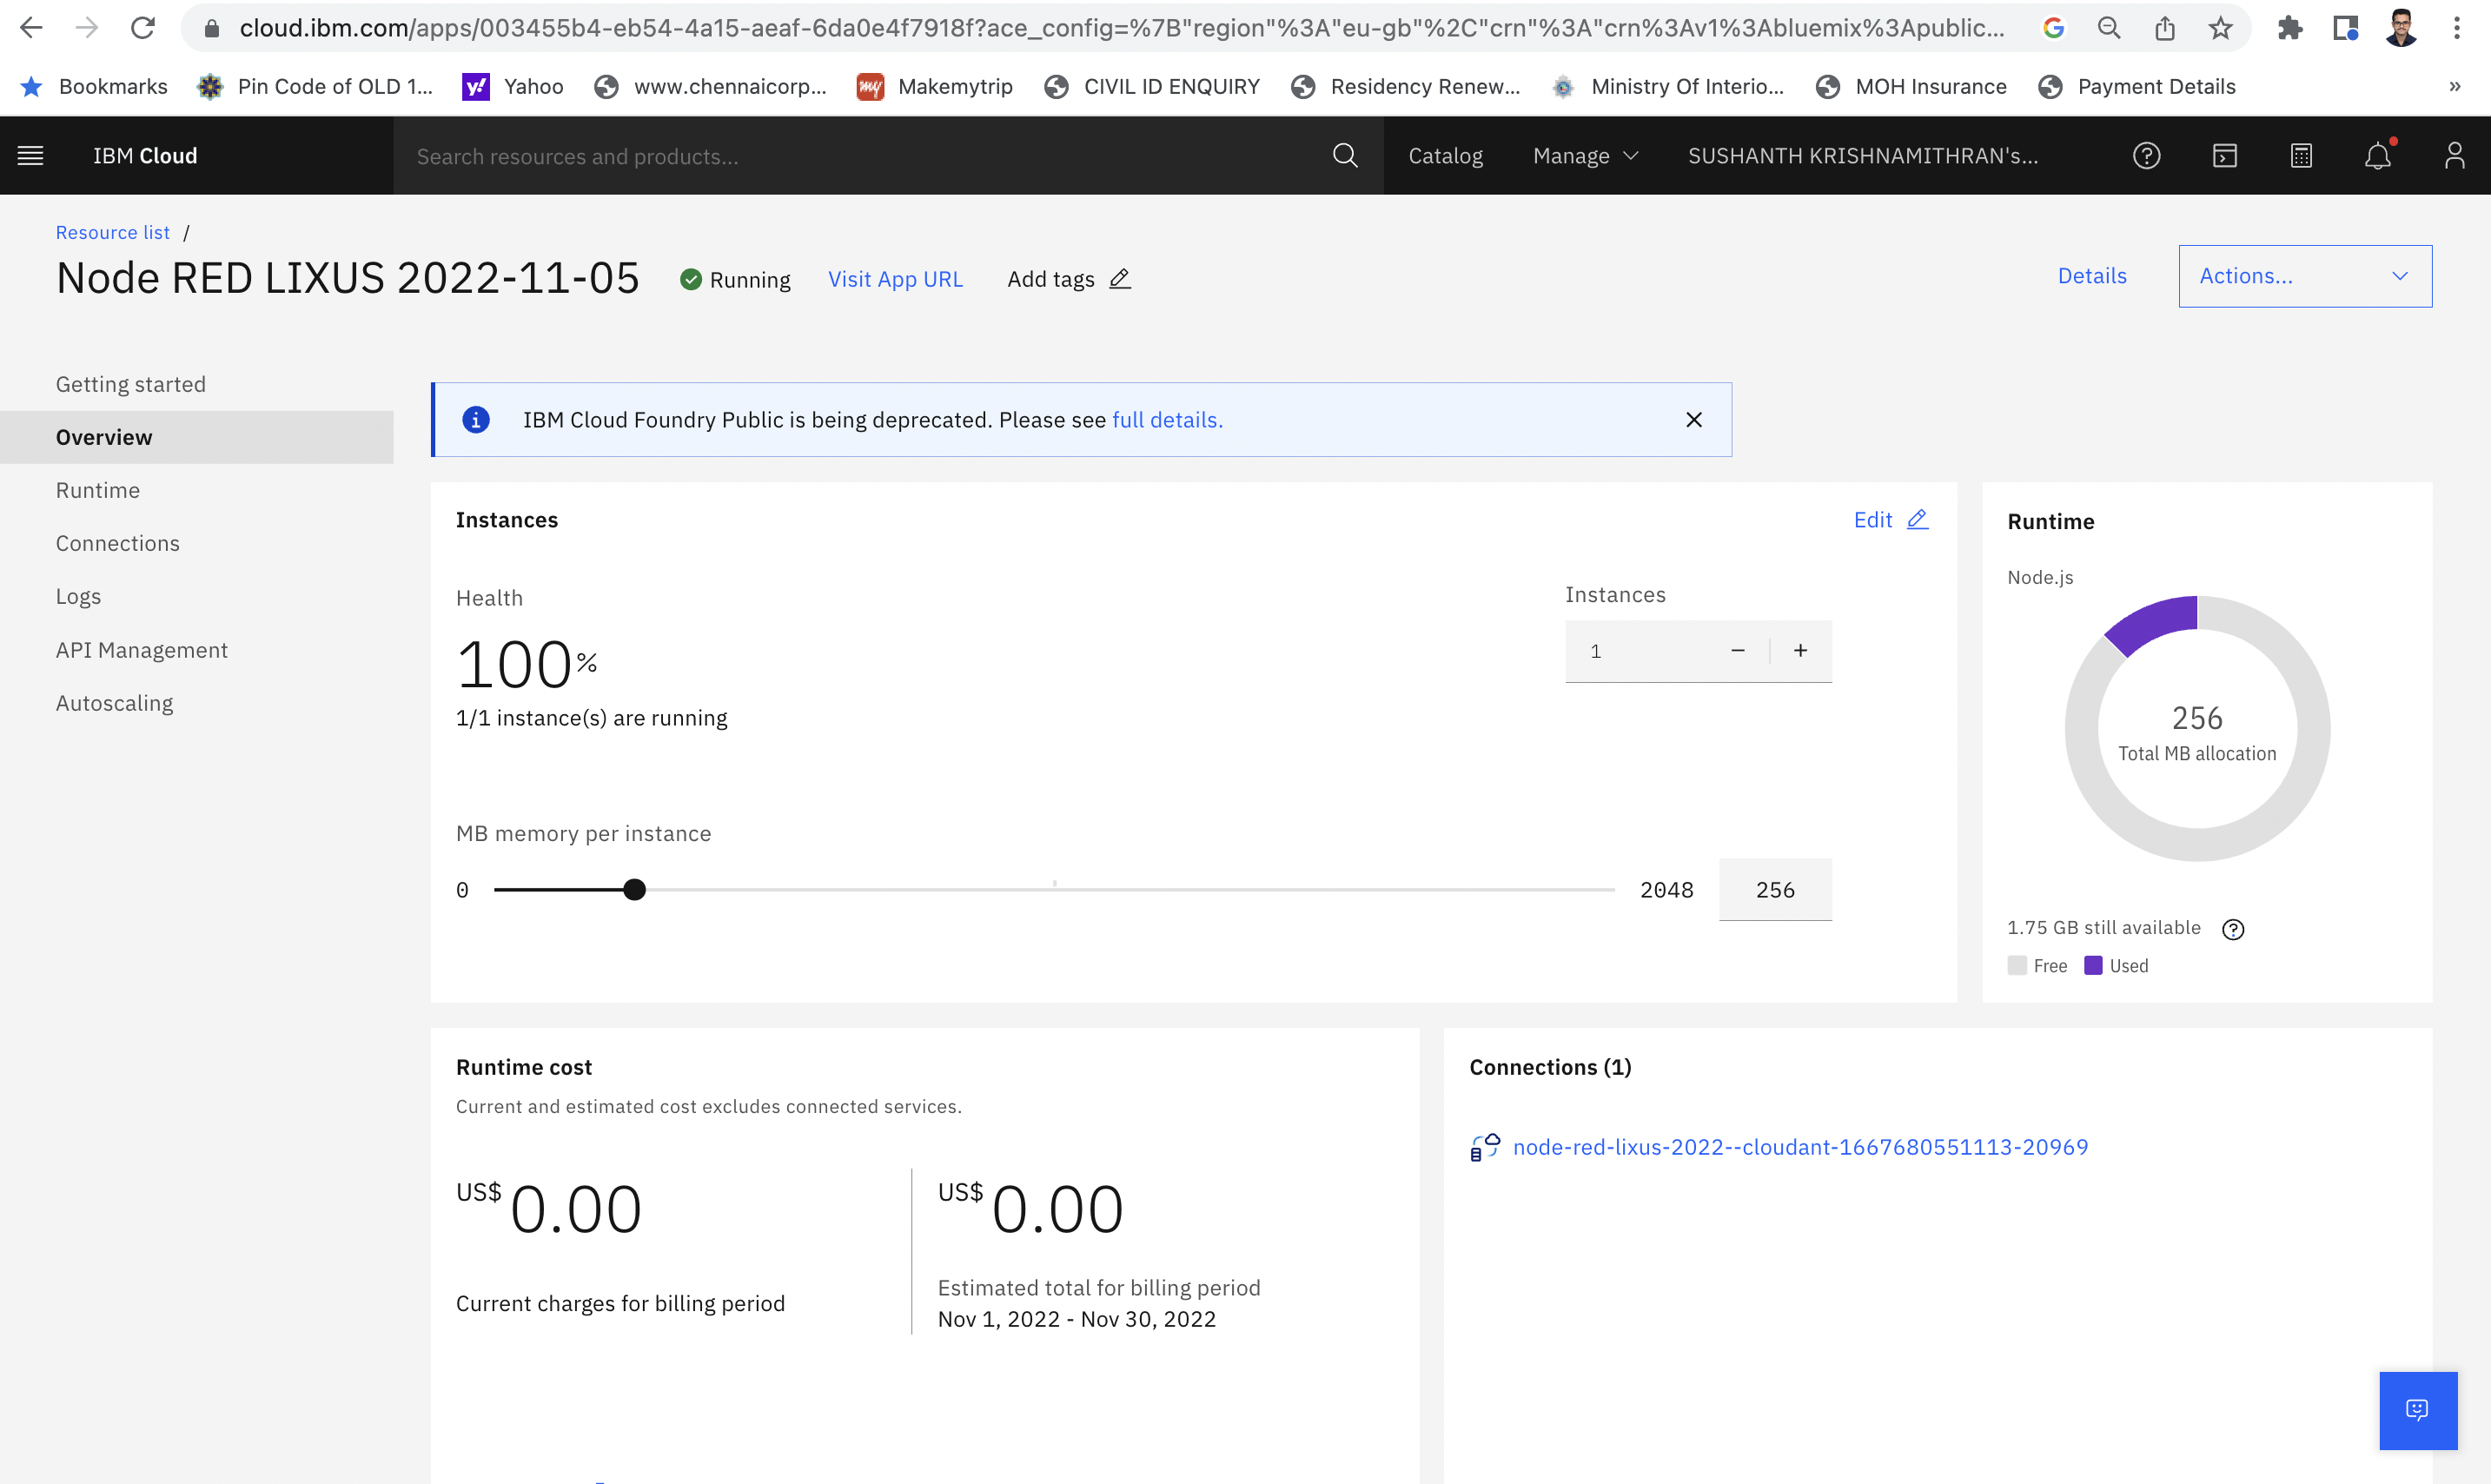 cloud.ibm.com/apps/003455b4-eb54-4a15-aeaf-6da0e4f7918f?ace_config=%7B"region"%3A"eu-gb"%2C"crn"%3A"crn%3Av1%3Abluemix%3Apublic...
Bookmarks Pin Code of OLD 1... Yahoo www.chennaicorp... my Makemytrip CIVIL ID ENQUIRY Residency Renew... Ministry Of Interio... MOH Insurance Payment Details »
IBM Cloud Search resources and products... Catalog Manage SUSHANTH KRISHNAMITHRAN's...
Resource list /
Node RED LIXUS 2022-11-05 Running Visit App URL Add tags Details Actions...
Getting started
Overview
Runtime
Connections
Logs
API Management
Autoscaling
IBM Cloud Foundry Public is being deprecated. Please see full details.
Instances Edit
Health
100%
1/1 instance(s) are running
Instances
1 − +
MB memory per instance
0 2048 256
Runtime
Node.js
256
Total MB allocation
1.75 GB still available
Free Used
Runtime cost
Current and estimated cost excludes connected services.
US$ 0.00
Current charges for billing period
US$ 0.00
Estimated total for billing period
Nov 1, 2022 - Nov 30, 2022
Connections (1)
node-red-lixus-2022--cloudant-1667680551113-20969